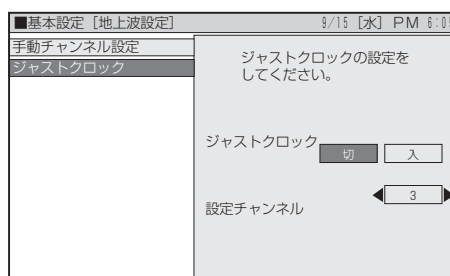 ■基本設定［地上波設定］ 9/15［水］PM 6:05
手動チャンネル設定
ジャストクロック
ジャストクロックの設定を
してください。
ジャストクロック 切 入
設定チャンネル ◀ 3 ▶